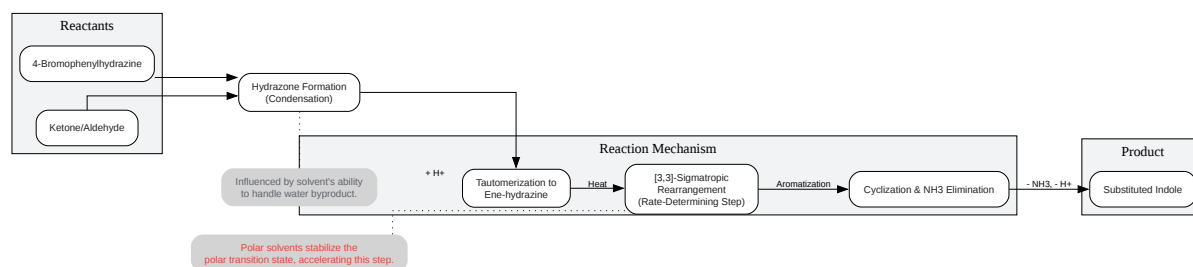 Reactants
4-Bromophenylhydrazine
Ketone/Aldehyde
Hydrazone Formation
(Condensation)
Influenced by solvent's ability
to handle water byproduct.
Reaction Mechanism
+ H+
Tautomerization to
Ene-hydrazine
Heat
[3,3]-Sigmatropic
Rearrangement
(Rate-Determining Step)
Aromatization
Cyclization & NH3 Elimination
- NH3, - H+
Product
Substituted Indole
Polar solvents stabilize the
polar transition state, accelerating this step.